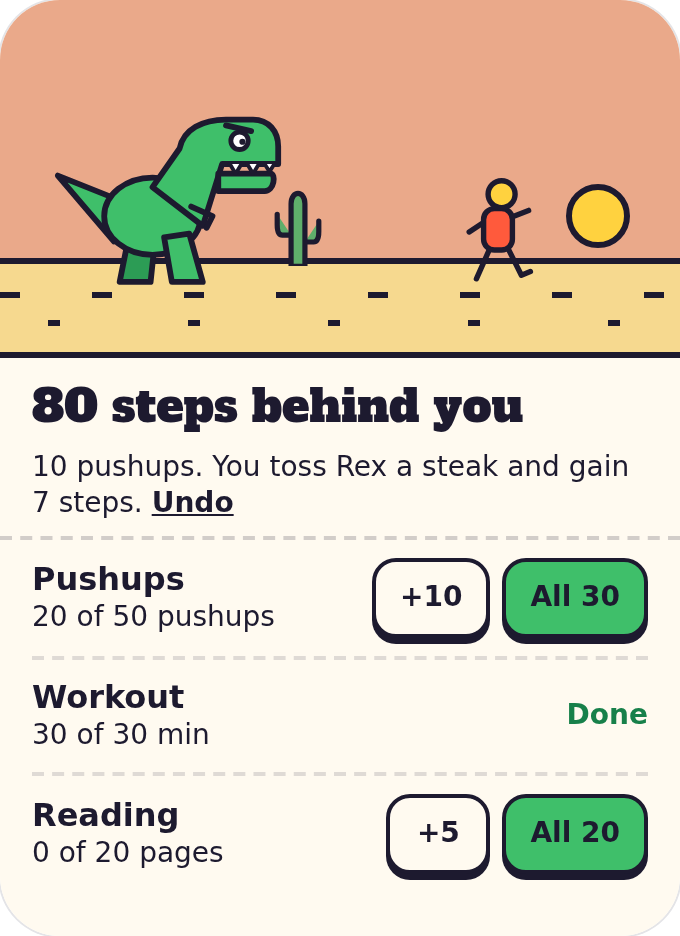 80 steps behind you
10 pushups. You toss Rex a steak and gain
7 steps. Undo
Pushups
20 of 50 pushups
+10
All 30
Workout
30 of 30 min
Done
Reading
0 of 20 pages
+5
All 20